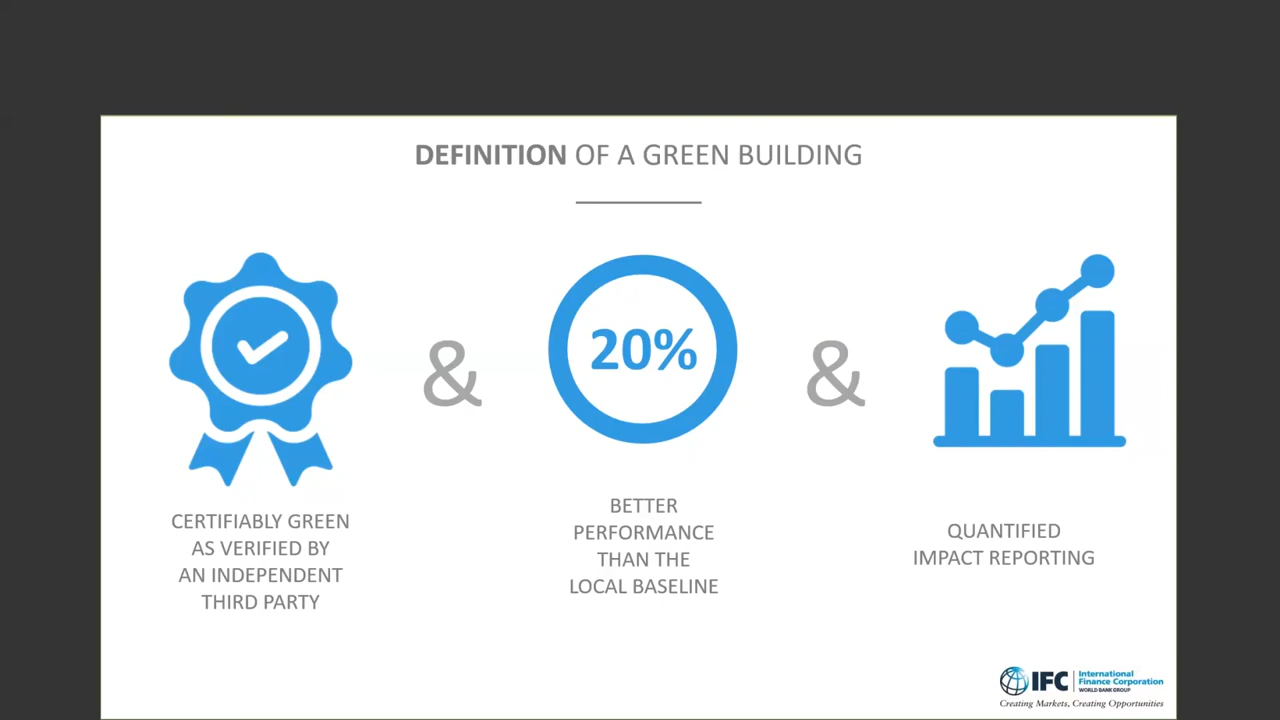 DEFINITION OF A GREEN BUILDING
&
20%
&
CERTIFIABLY GREEN
AS VERIFIED BY
AN INDEPENDENT
THIRD PARTY
BETTER
PERFORMANCE
THAN THE
LOCAL BASELINE
QUANTIFIED
IMPACT REPORTING
IFC
International
Finance Corporation
WORLD BANK GROUP
Creating Markets, Creating Opportunities